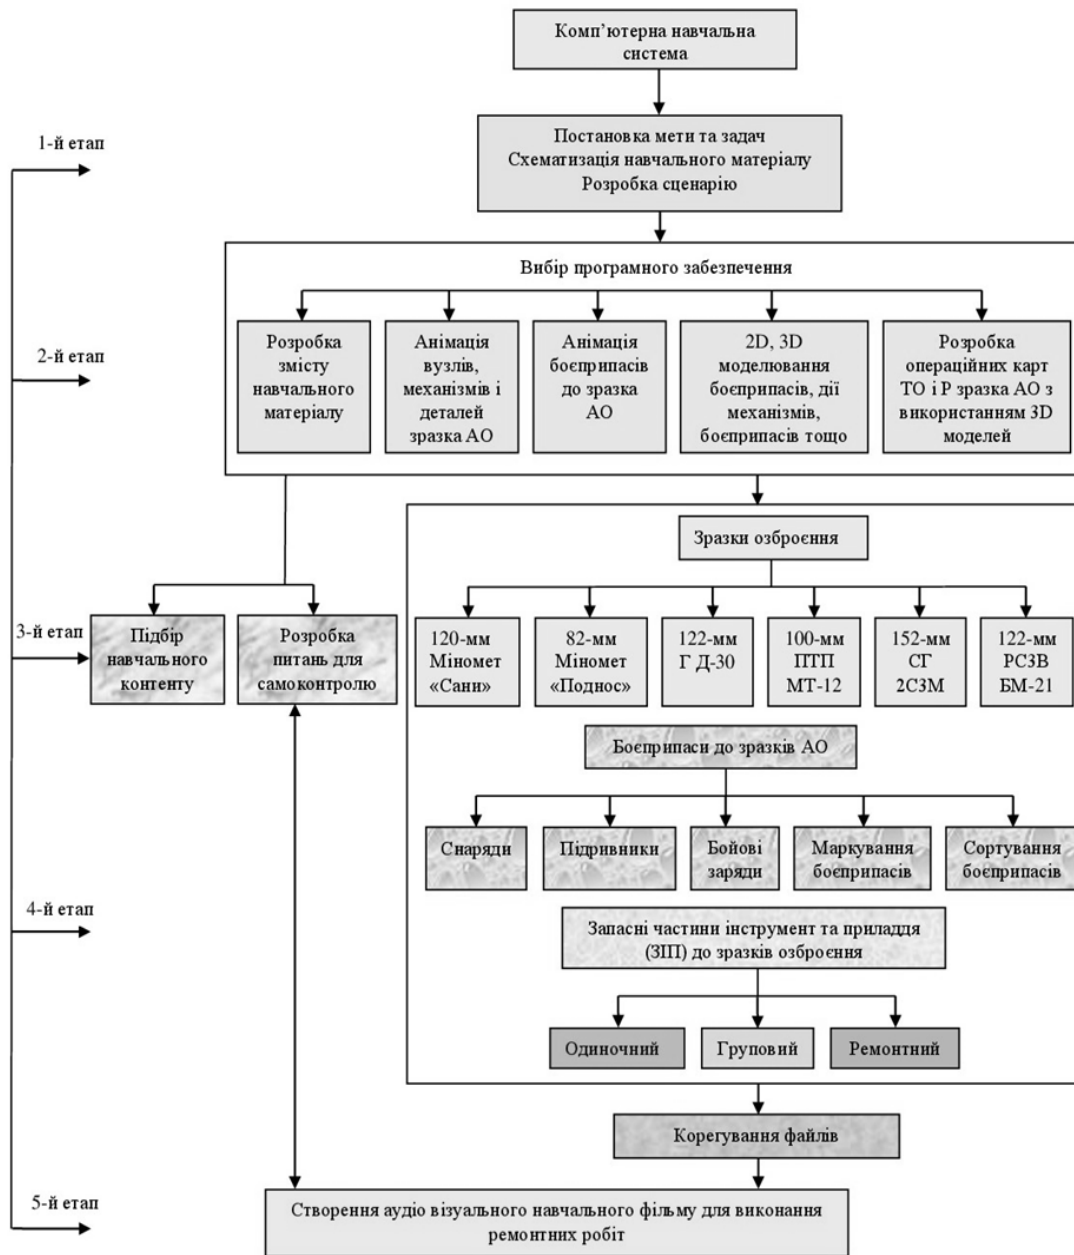 Комп’ютерна навчальна
система
1-й етап
Постановка мети та задач
Схематизація навчального матеріалу
Розробка сценарію
Вибір програмного забезпечення
2-й етап
Розробка
змісту
навчального
матеріалу
Анімація
вузлів,
механізмів і
деталей
зразка АО
Анімація
боєприпасів
до зразка
АО
2D, 3D
моделювання
боєприпасів, дії
механізмів,
боєприпасів тощо
Розробка
операційних карт
ТО і Р зразка АО з
використанням 3D
моделей
Зразки озброєння
3-й етап
Підбір
навчального
контенту
Розробка
питань для
самоконтролю
120-мм
Міномет
«Сани»
82-мм
Міномет
«Поднос»
122-мм
Г Д-30
100-мм
ПТП
МТ-12
152-мм
СГ
2С3М
122-мм
РСЗВ
БМ-21
Боєприпаси до зразків АО
Снаряди
Підривники
Бойові
заряди
Маркування
боєприпасів
Сортування
боєприпасів
4-й етап
Запасні частини інструмент та приладдя
(ЗІП) до зразків озброєння
Одиночний
Груповий
Ремонтний
Корегування файлів
5-й етап
Створення аудіо візуального навчального фільму для виконання
ремонтних робіт